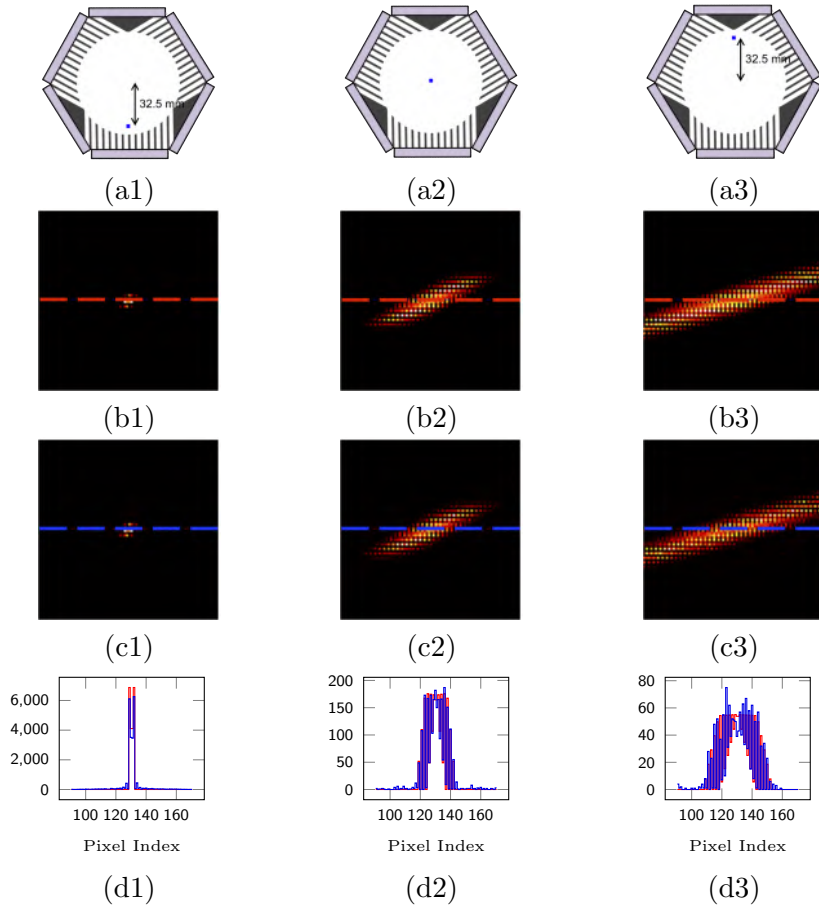 32.5 mm
32.5 mm
(a1) (a2) (a3)
(b1) (b2) (b3)
(c1) (c2) (c3)
6,000
4,000
2,000
0
100 120 140 160
Pixel Index
200
150
100
50
0
100 120 140 160
Pixel Index
80
60
40
20
0
100 120 140 160
Pixel Index
(d1) (d2) (d3)